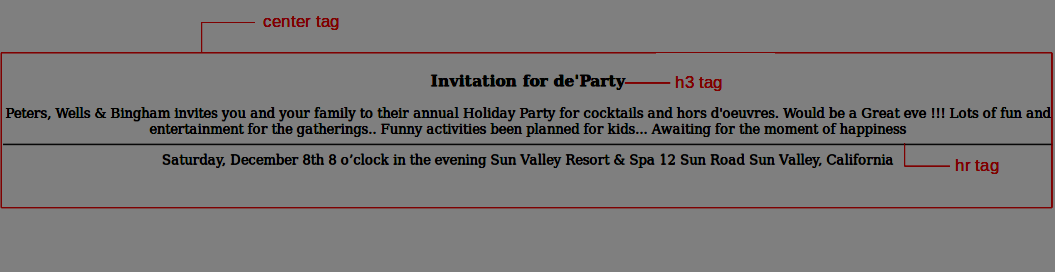 center tag
Invitation for de'Party
h3 tag
Peters, Wells & Bingham invites you and your family to their annual Holiday Party for cocktails and hors d'oeuvres. Would be a Great eve !!! Lots of fun and
entertainment for the gatherings.. Funny activities been planned for kids... Awaiting for the moment of happiness
Saturday, December 8th 8 o’clock in the evening Sun Valley Resort & Spa 12 Sun Road Sun Valley, California
hr tag